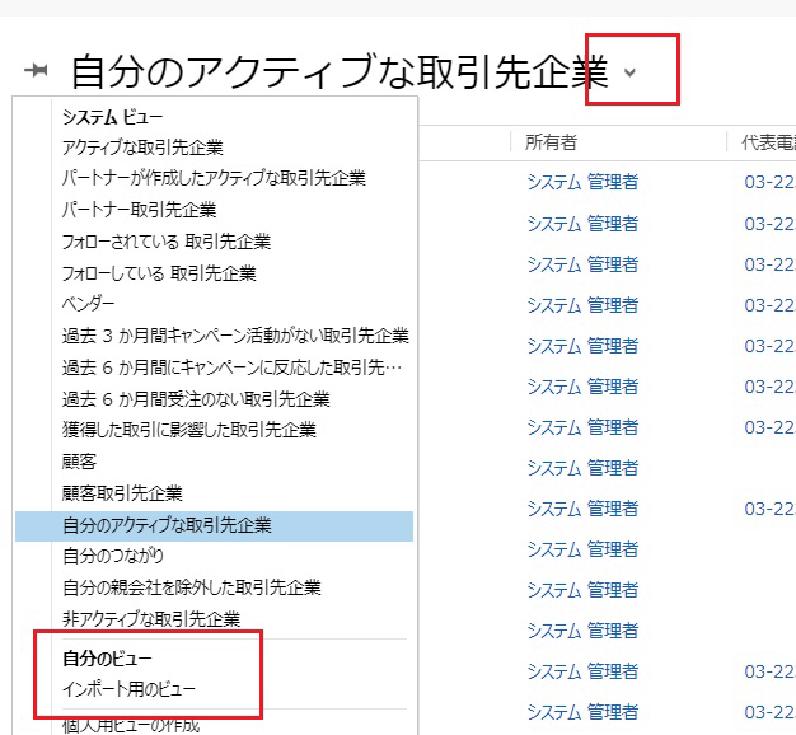 自分のアクティブな取引先企業
システム ビュー
アクティブな取引先企業
パートナーが作成したアクティブな取引先企業
パートナー取引先企業
フォローされている 取引先企業
フォローしている 取引先企業
ベンダー
過去 3 か月間キャンペーン活動がない取引先企業
過去 6 か月間にキャンペーンに反応した取引先…
過去 6 か月間受注のない取引先企業
獲得した取引に影響した取引先企業
顧客
顧客取引先企業
自分のアクティブな取引先企業
自分のつながり
自分の親会社を除外した取引先企業
非アクティブな取引先企業
自分のビュー
インポート用のビュー
個人用ビューの作成
所有者 代表電
システム 管理者 03-22
システム 管理者 03-22
システム 管理者 03-22
システム 管理者 03-22
システム 管理者 03-22
システム 管理者 03-22
システム 管理者 03-22
システム 管理者
システム 管理者 03-22
システム 管理者
システム 管理者
システム 管理者
システム 管理者 03-22
システム 管理者 03-22